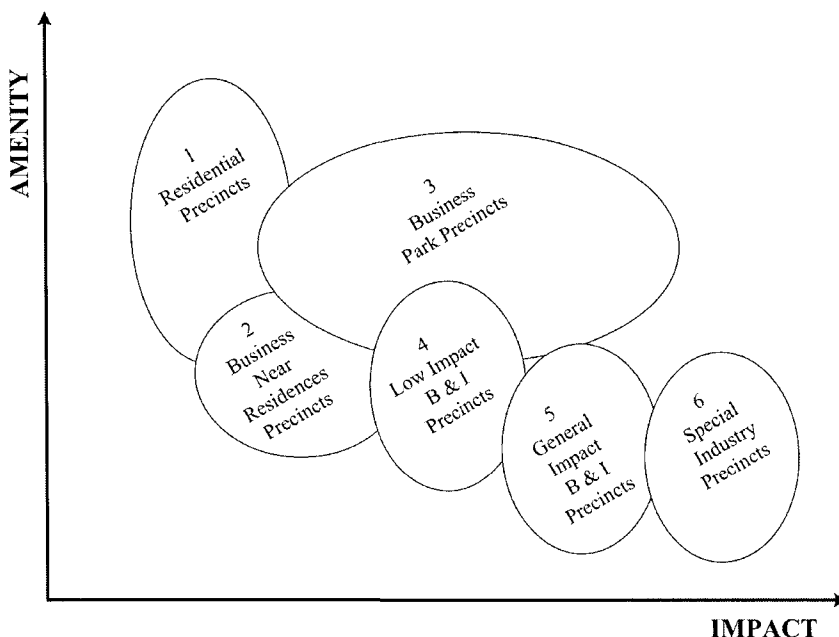 AMENITY
1
Residential
Precincts
3
Business
Park Precincts
2
Business
Near
Residences
Precincts
4
Low Impact
B & I
Precincts
5
General
Impact
B & I
Precincts
6
Special
Industry
Precincts
IMPACT